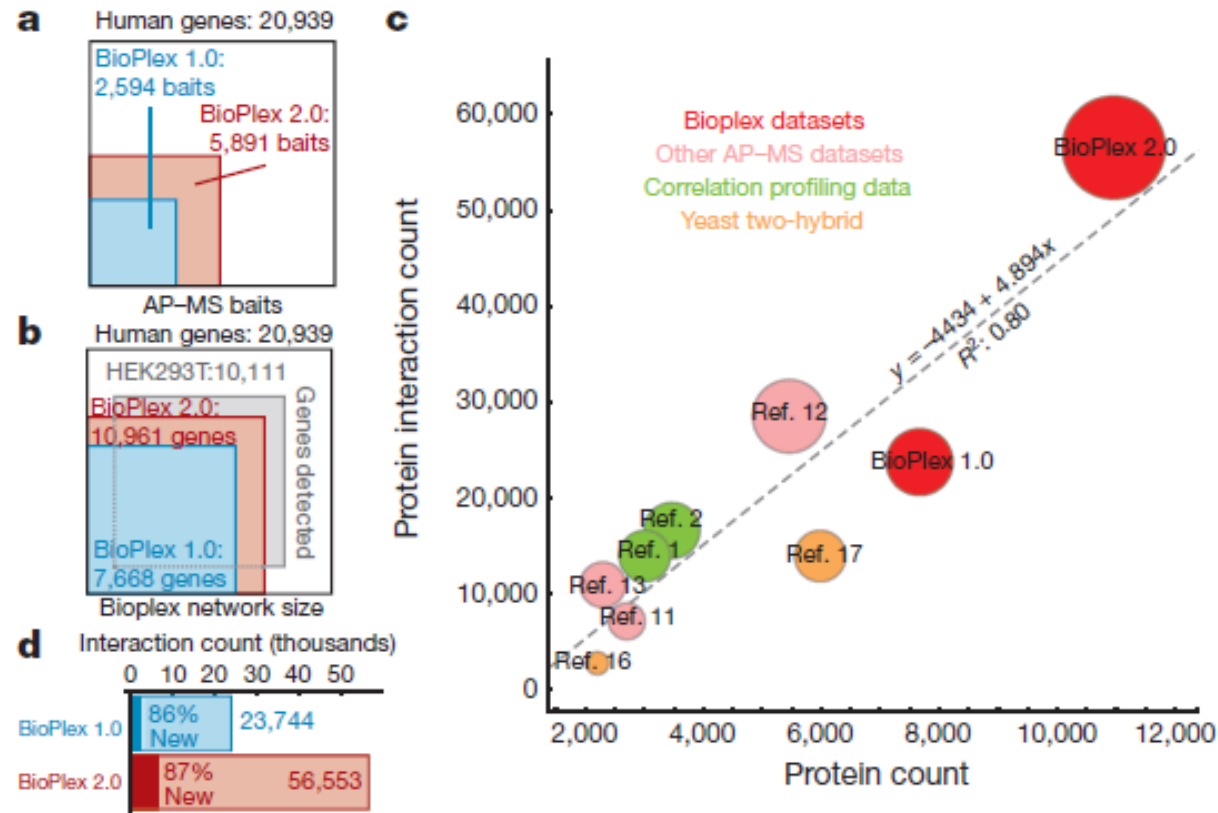 a
Human genes: 20,939
BioPlex 1.0:
2,594 baits
BioPlex 2.0:
5,891 baits
AP–MS baits
b
Human genes: 20,939
HEK293T:10,111
BioPlex 2.0:
10,961 genes
Genes detected
BioPlex 1.0:
7,668 genes
Bioplex network size
c
60,000
50,000
40,000
30,000
20,000
10,000
0
Protein interaction count
Bioplex datasets
Other AP–MS datasets
Correlation profiling data
Yeast two-hybrid
BioPlex 2.0
y = –4434 + 4.894x
R²: 0.80
Ref. 12
BioPlex 1.0
Ref. 2
Ref. 1
Ref. 17
Ref. 13
Ref. 11
Ref. 16
2,000 4,000 6,000 8,000 10,000 12,000
Protein count
d
Interaction count (thousands)
0 10 20 30 40 50
BioPlex 1.0
86%
New
23,744
BioPlex 2.0
87%
New
56,553